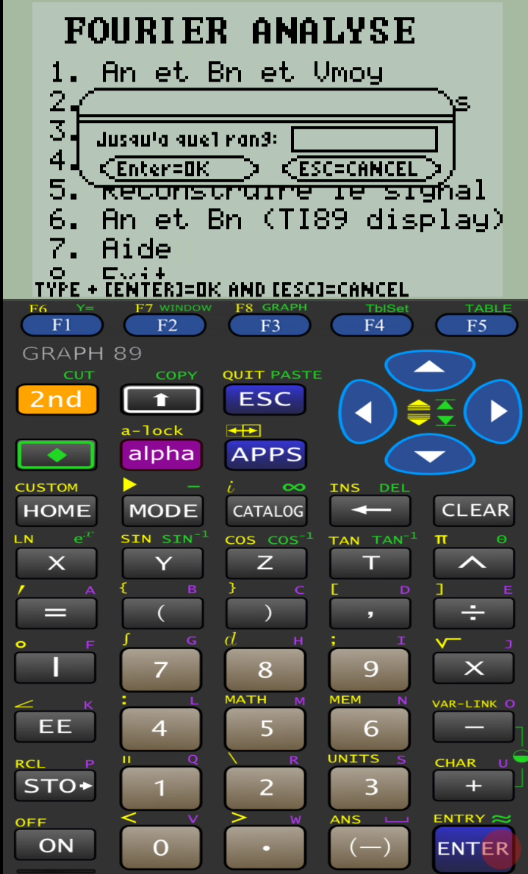 FOURIER ANALYSE
1. An et Bn et Vmoy
2.
3. Jusqu'a quel rang:
4. Enter=OK ESC=CANCEL
5. Reconstruire le signal
6. An et Bn (TI89 display)
7. Aide
8. Exit
TYPE + [ENTER]=OK AND [ESC]=CANCEL
F6 Y= F7 WINDOW F8 GRAPH TblSet TABLE
F1 F2 F3 F4 F5
GRAPH 89
CUT COPY QUIT PASTE
2nd ESC
a-lock
alpha APPS
CUSTOM i ∞ INS DEL
HOME MODE CATALOG ← CLEAR
LN eˣ SIN SIN⁻¹ COS COS⁻¹ TAN TAN⁻¹ π Θ
X Y Z T ^
′ A { B } C [ D ] E
= ( ) , ÷
° F ∫ G d H ; I √ J
| 7 8 9 ×
∠ K : L MATH M MEM N VAR-LINK O
EE 4 5 6 −
RCL P " Q \ R UNITS S CHAR U
STO▸ 1 2 3 +
OFF < V > W ANS ENTRY ≈
ON 0 . (−) ENTER